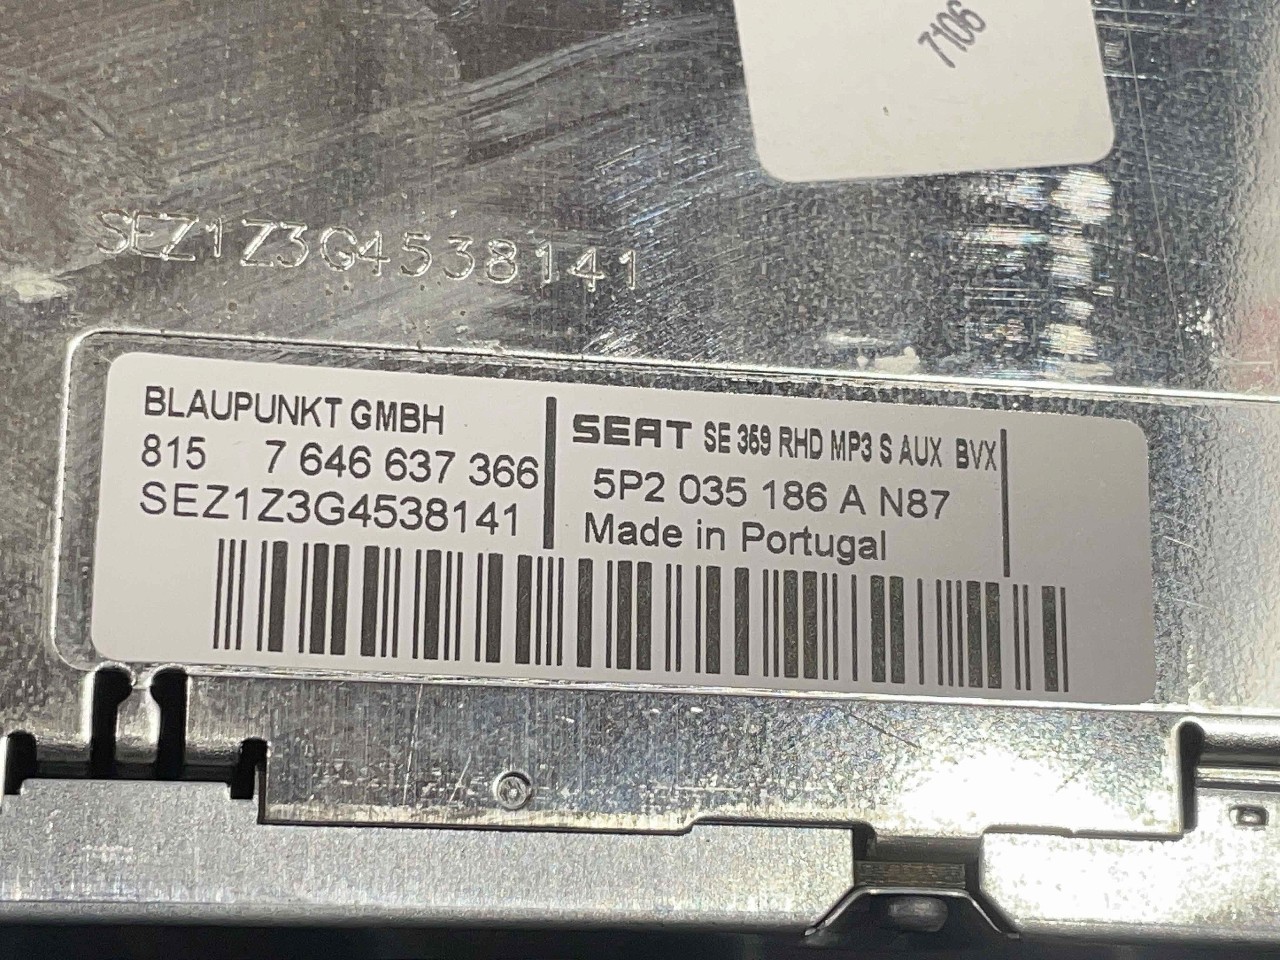 7106
SEZ1Z3G4538141
BLAUPUNKT GMBH
815 7 646 637 366
SEZ1Z3G4538141
SEAT SE 359 RHD MP3 S AUX BVX
5P2 035 186 A N87
Made in Portugal